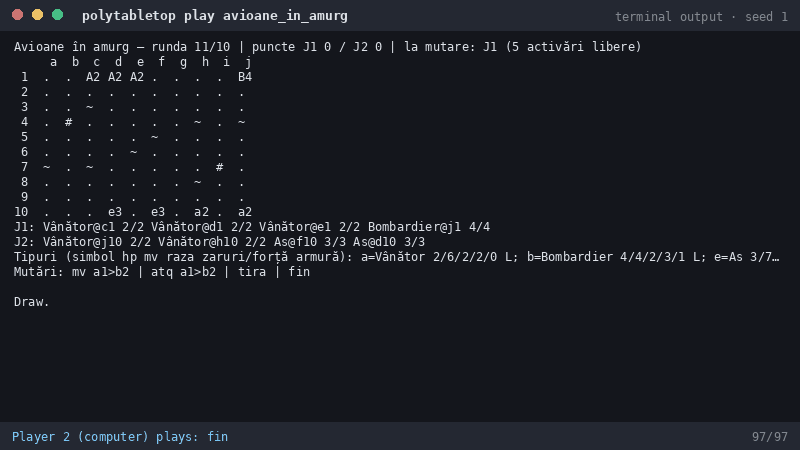 polytabletop play avioane_in_amurg
terminal output · seed 1
Avioane în amurg — runda 11/10 | puncte J1 0 / J2 0 | la mutare: J1 (5 activări libere)
a b c d e f g h i j
1 . . A2 A2 A2 . . . . B4
2 . . . . . . . . . .
3 . . ~ . . . . . . .
4 . # . . . . . ~ . ~
5 . . . . . ~ . . . .
6 . . . . ~ . . . . .
7 ~ . ~ . . . . . # .
8 . . . . . . . ~ . .
9 . . . . . . . . . .
10 . . . e3 . e3 . a2 . a2
J1: Vânător@c1 2/2 Vânător@d1 2/2 Vânător@e1 2/2 Bombardier@j1 4/4
J2: Vânător@j10 2/2 Vânător@h10 2/2 As@f10 3/3 As@d10 3/3
Tipuri (simbol hp mv raza zaruri/forță armură): a=Vânător 2/6/2/2/0 L; b=Bombardier 4/4/2/3/1 L; e=As 3/7…
Mutări: mv a1>b2 | atq a1>b2 | tira | fin
Draw.
Player 2 (computer) plays: fin
97/97